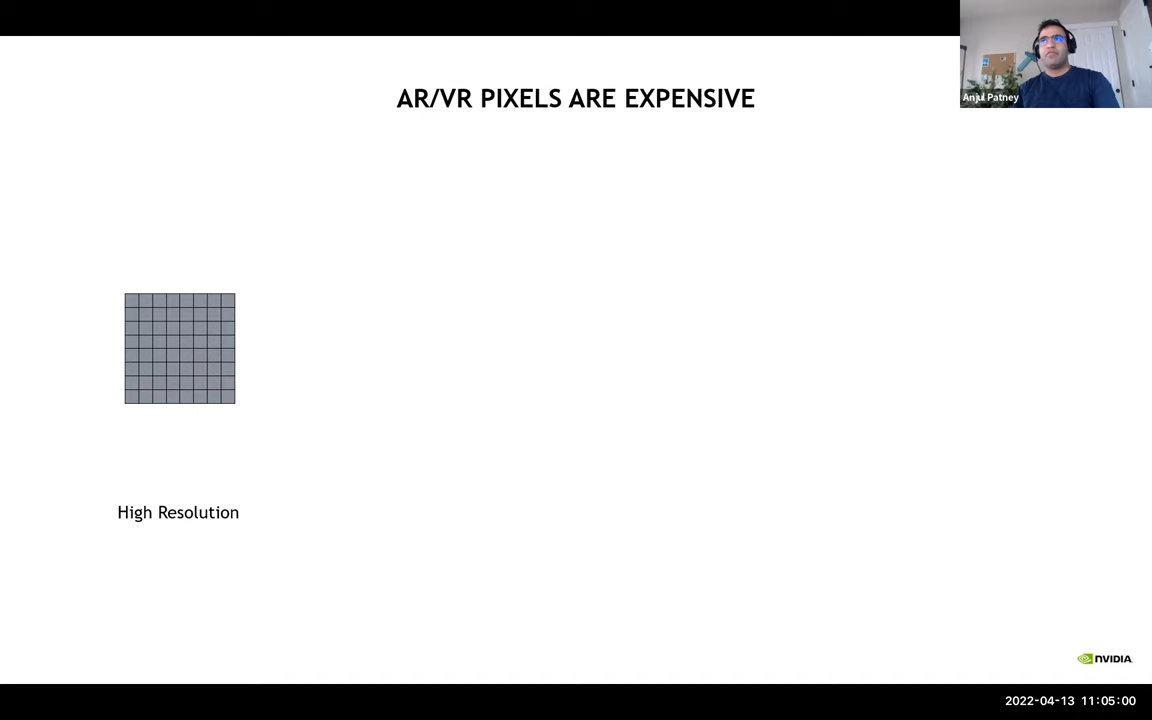 AR/VR PIXELS ARE EXPENSIVE
Anjul Patney
High Resolution
NVIDIA
2022-04-13 11:05:00